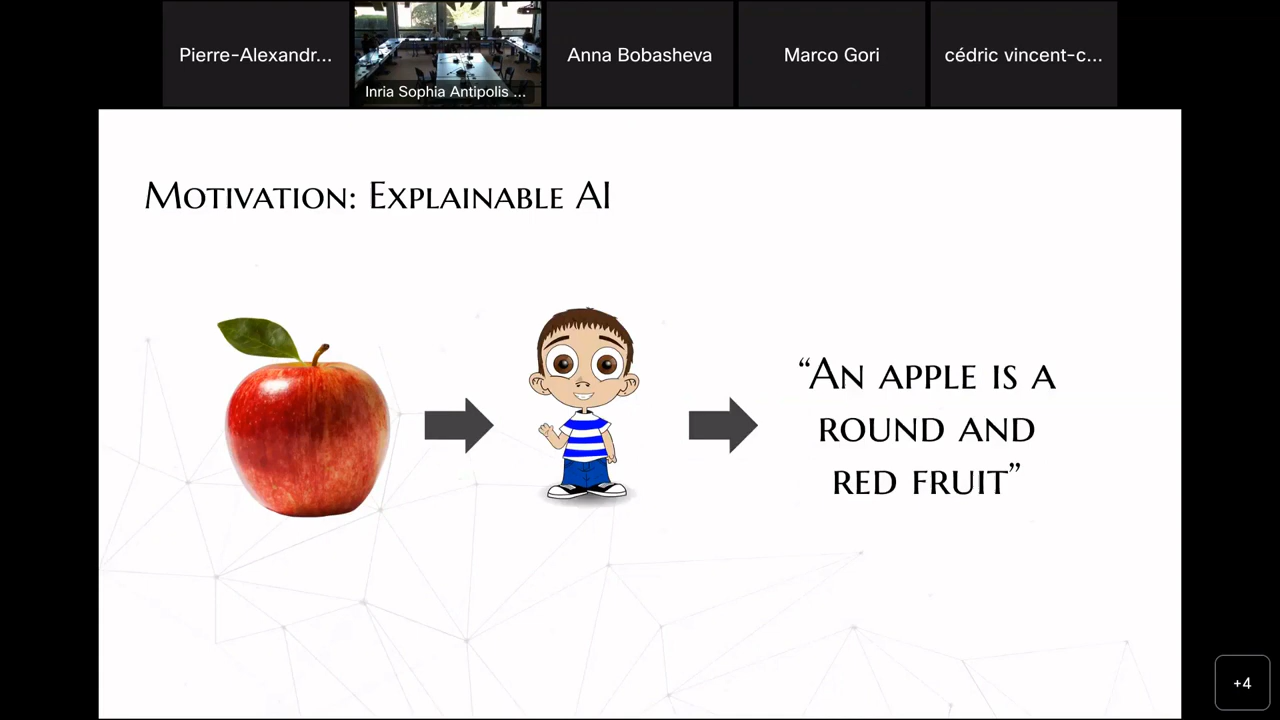 Pierre-Alexandr...
Inria Sophia Antipolis ...
Anna Bobasheva
Marco Gori
cédric vincent-c...
Motivation: Explainable AI
“An apple is a
round and
red fruit”
+4